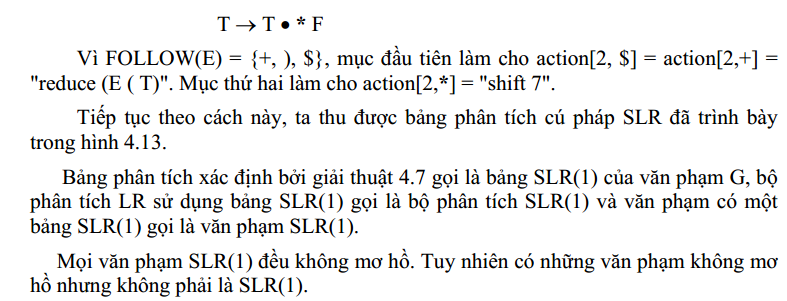 T → T • * F
Vì FOLLOW(E) = {+, ), $}, mục đầu tiên làm cho action[2, $] = action[2,+] =
"reduce (E ( T)". Mục thứ hai làm cho action[2,*] = "shift 7".
Tiếp tục theo cách này, ta thu được bảng phân tích cú pháp SLR đã trình bày
trong hình 4.13.
Bảng phân tích xác định bởi giải thuật 4.7 gọi là bảng SLR(1) của văn phạm G, bộ
phân tích LR sử dụng bảng SLR(1) gọi là bộ phân tích SLR(1) và văn phạm có một
bảng SLR(1) gọi là văn phạm SLR(1).
Mọi văn phạm SLR(1) đều không mơ hồ. Tuy nhiên có những văn phạm không mơ
hồ nhưng không phải là SLR(1).